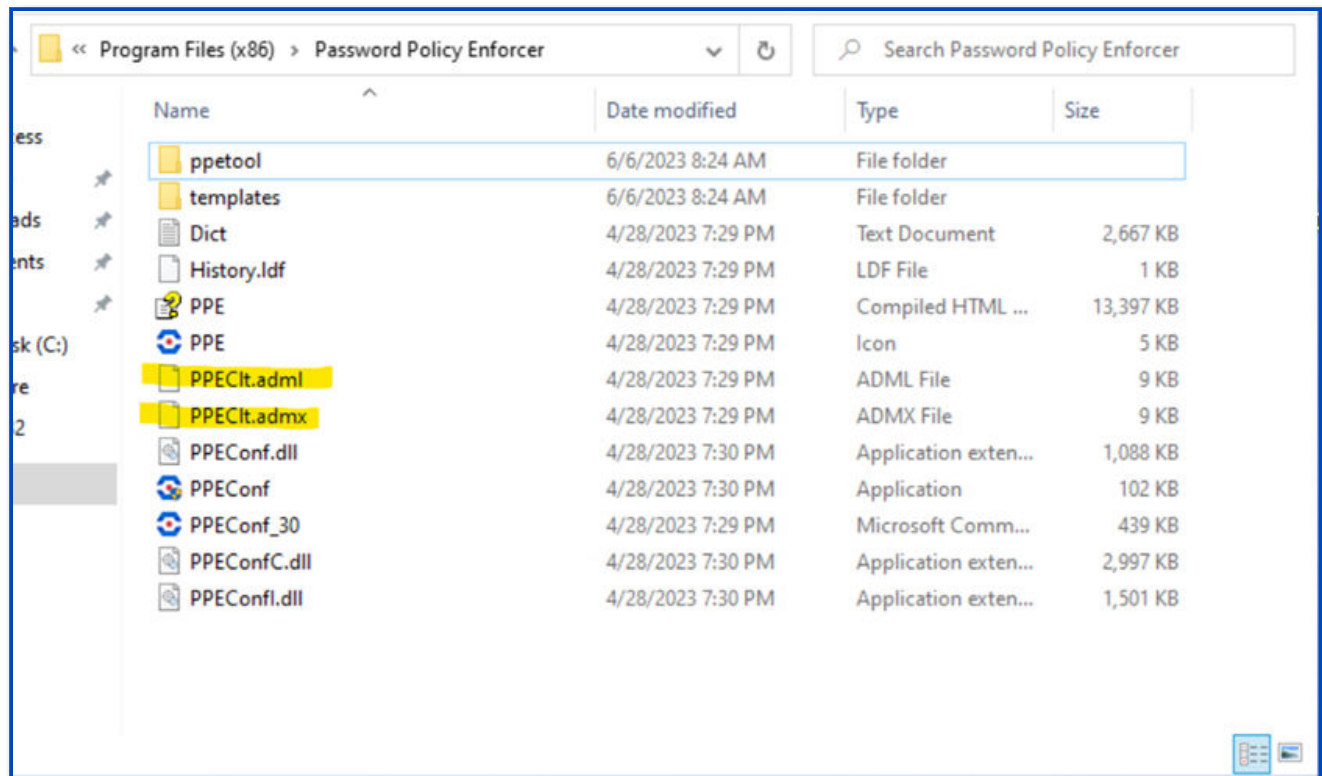 « Program Files (x86) › Password Policy Enforcer Search Password Policy Enforcer
Name Date modified Type Size
ess
ppetool 6/6/2023 8:24 AM File folder
templates 6/6/2023 8:24 AM File folder
ads Dict 4/28/2023 7:29 PM Text Document 2,667 KB
ents History.ldf 4/28/2023 7:29 PM LDF File 1 KB
PPE 4/28/2023 7:29 PM Compiled HTML ... 13,397 KB
sk (C:) PPE 4/28/2023 7:29 PM Icon 5 KB
re PPEClt.adml 4/28/2023 7:29 PM ADML File 9 KB
PPEClt.admx 4/28/2023 7:29 PM ADMX File 9 KB
2 PPEConf.dll 4/28/2023 7:30 PM Application exten... 1,088 KB
PPEConf 4/28/2023 7:30 PM Application 102 KB
PPEConf_30 4/28/2023 7:29 PM Microsoft Comm... 439 KB
PPEConfC.dll 4/28/2023 7:30 PM Application exten... 2,997 KB
PPEConfI.dll 4/28/2023 7:30 PM Application exten... 1,501 KB